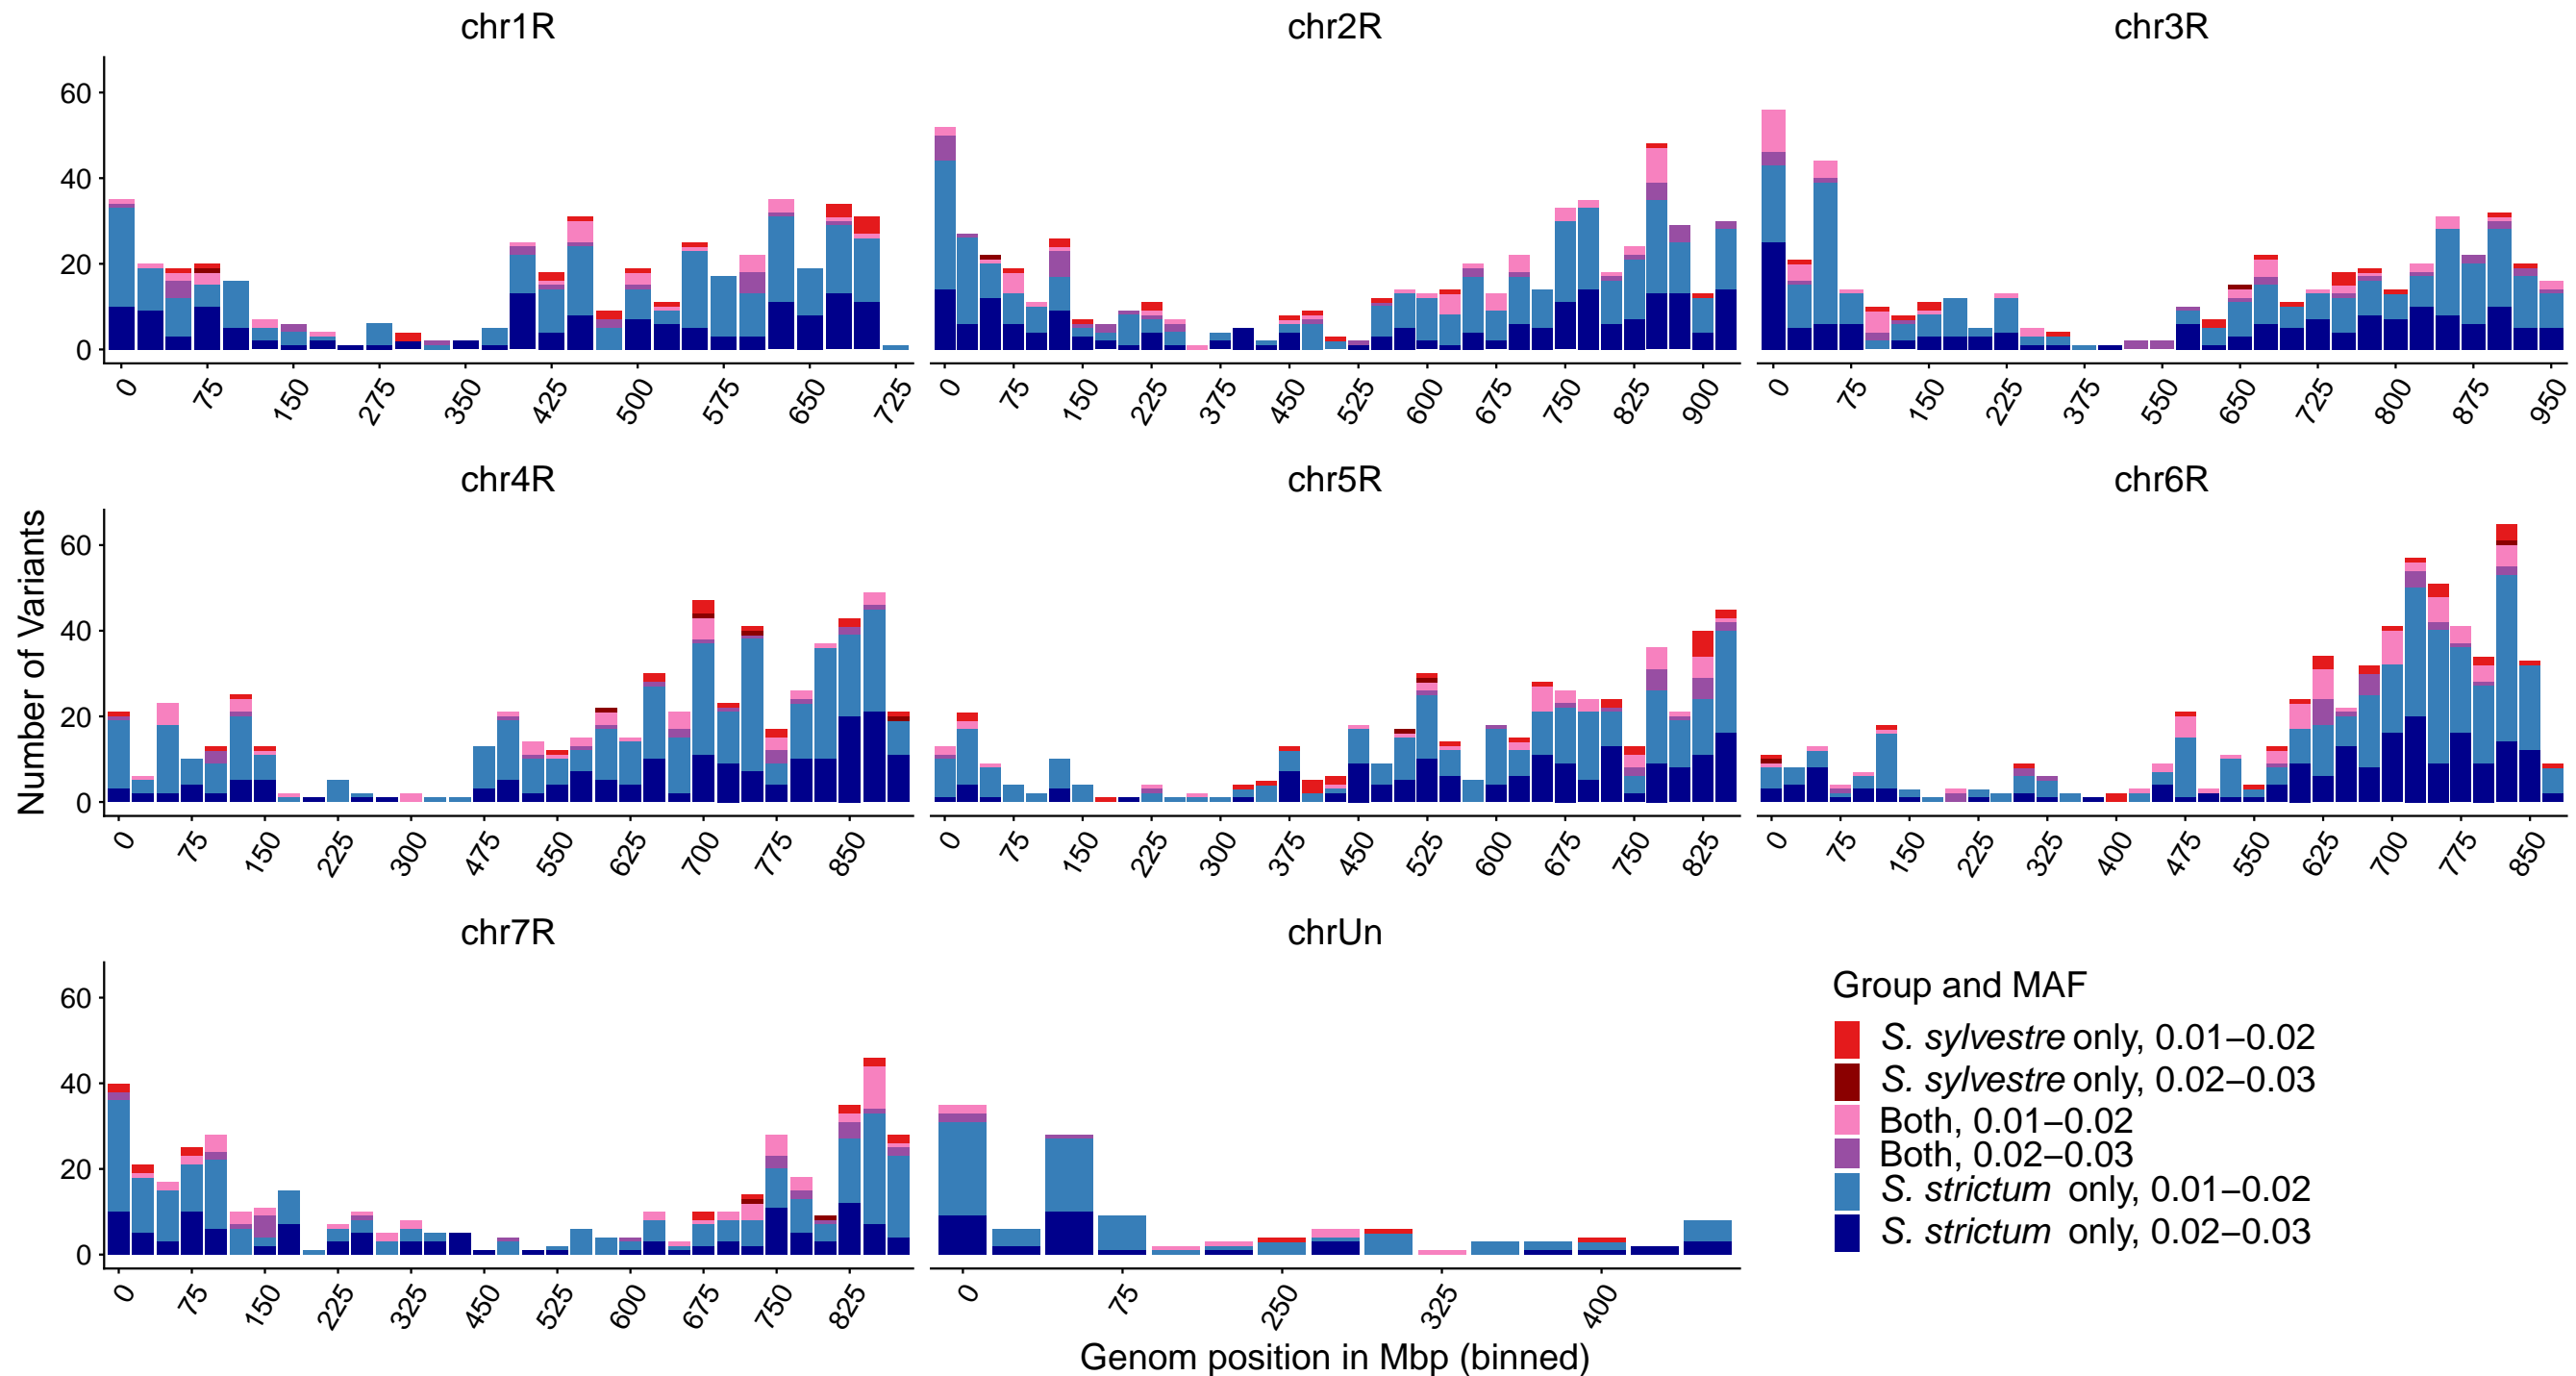 chr1R chr2R chr3R
60
40
20
0
0 75 150 275 350 425 500 575 650 725
0 75 150 225 375 450 525 600 675 750 825 900
0 75 150 225 375 550 650 725 800 875 950
chr4R chr5R chr6R
Number of Variants
60
40
20
0
0 75 150 225 300 475 550 625 700 775 850
0 75 150 225 300 375 450 525 600 675 750 825
0 75 150 225 325 400 475 550 625 700 775 850
chr7R chrUn
60
40
20
0
0 75 150 225 325 450 525 600 675 750 825
0 75 250 325 400
Genom position in Mbp (binned)
Group and MAF
S. sylvestre only, 0.01−0.02
S. sylvestre only, 0.02−0.03
Both, 0.01−0.02
Both, 0.02−0.03
S. strictum only, 0.01−0.02
S. strictum only, 0.02−0.03